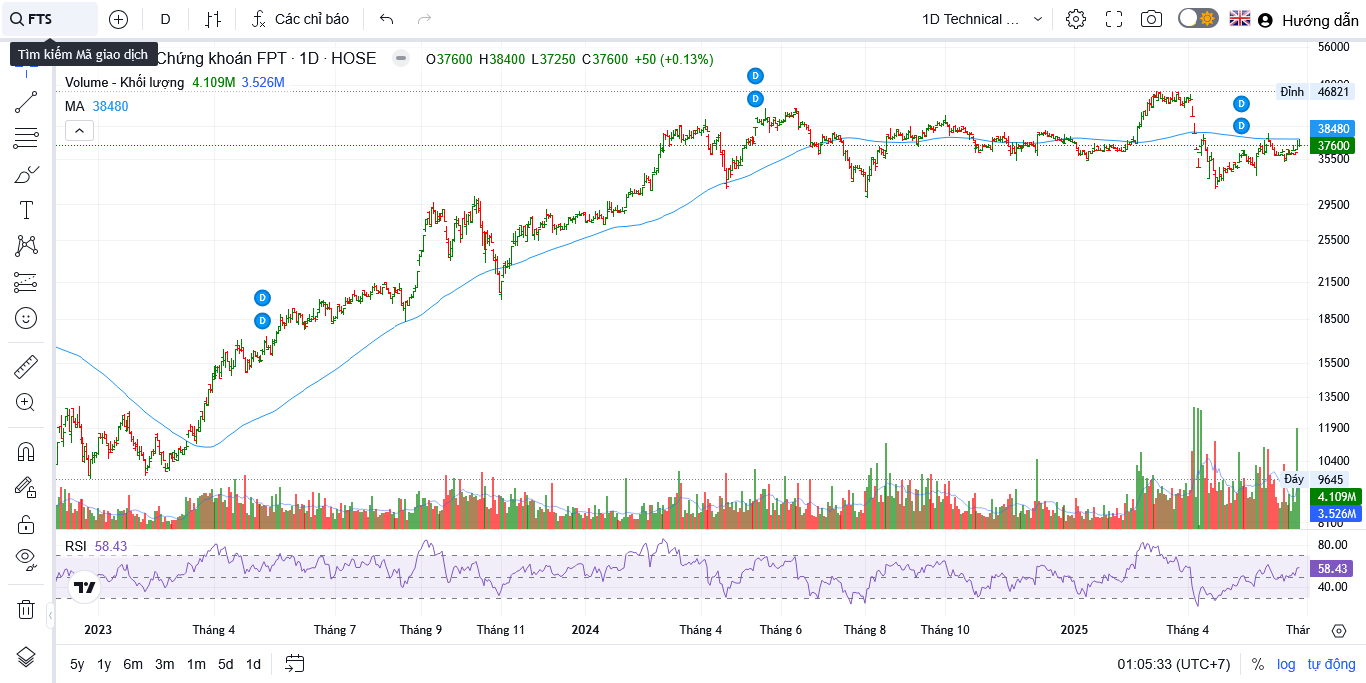 FTS D Các chỉ báo 1D Technical ... Hướng dẫn
Tìm kiếm Mã giao dịch
Chứng khoán FPT · 1D · HOSE O37600 H38400 L37250 C37600 +50 (+0.13%)
Volume - Khối lượng 4.109M 3.526M
MA 38480
56000
Đỉnh 46821
38480
37600
35500
29500
25500
21500
18500
15500
13500
11900
10400
Đáy 9645
4.109M
3.526M
8100
D
D
D
D
D
D
RSI 58.43
80.00
58.43
40.00
2023 Tháng 4 Tháng 7 Tháng 9 Tháng 11 2024 Tháng 4 Tháng 6 Tháng 8 Tháng 10 2025 Tháng 4 Thár
5y 1y 6m 3m 1m 5d 1d 01:05:33 (UTC+7) % log tự động